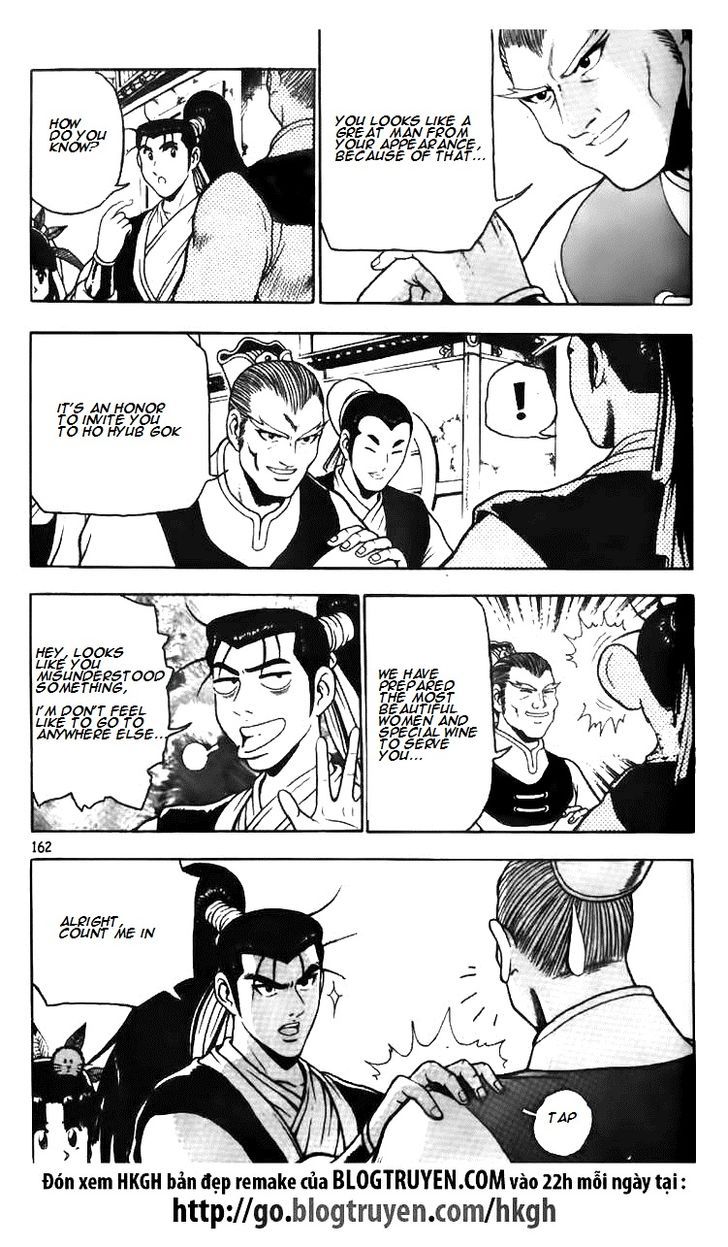 HOW
DO YOU
KNOW?
YOU LOOKS LIKE A
GREAT MAN FROM
YOUR APPEARANCE,
BECAUSE OF THAT...
IT'S AN HONOR
TO INVITE YOU
TO HO HYUB GOK
!
HEY, LOOKS
LIKE YOU
MISUNDERSTOOD
SOMETHING,
I'M DON'T FEEL
LIKE TO GO TO
ANYWHERE ELSE...
WE HAVE
PREPARED
THE MOST
BEAUTIFUL
WOMEN AND
SPECIAL WINE
TO SERVE
YOU...
162
ALRIGHT,
COUNT ME IN
TAP
Đón xem HKGH bản đẹp remake của BLOGTRUYEN.COM vào 22h mỗi ngày tại :
http://go.blogtruyen.com/hkgh